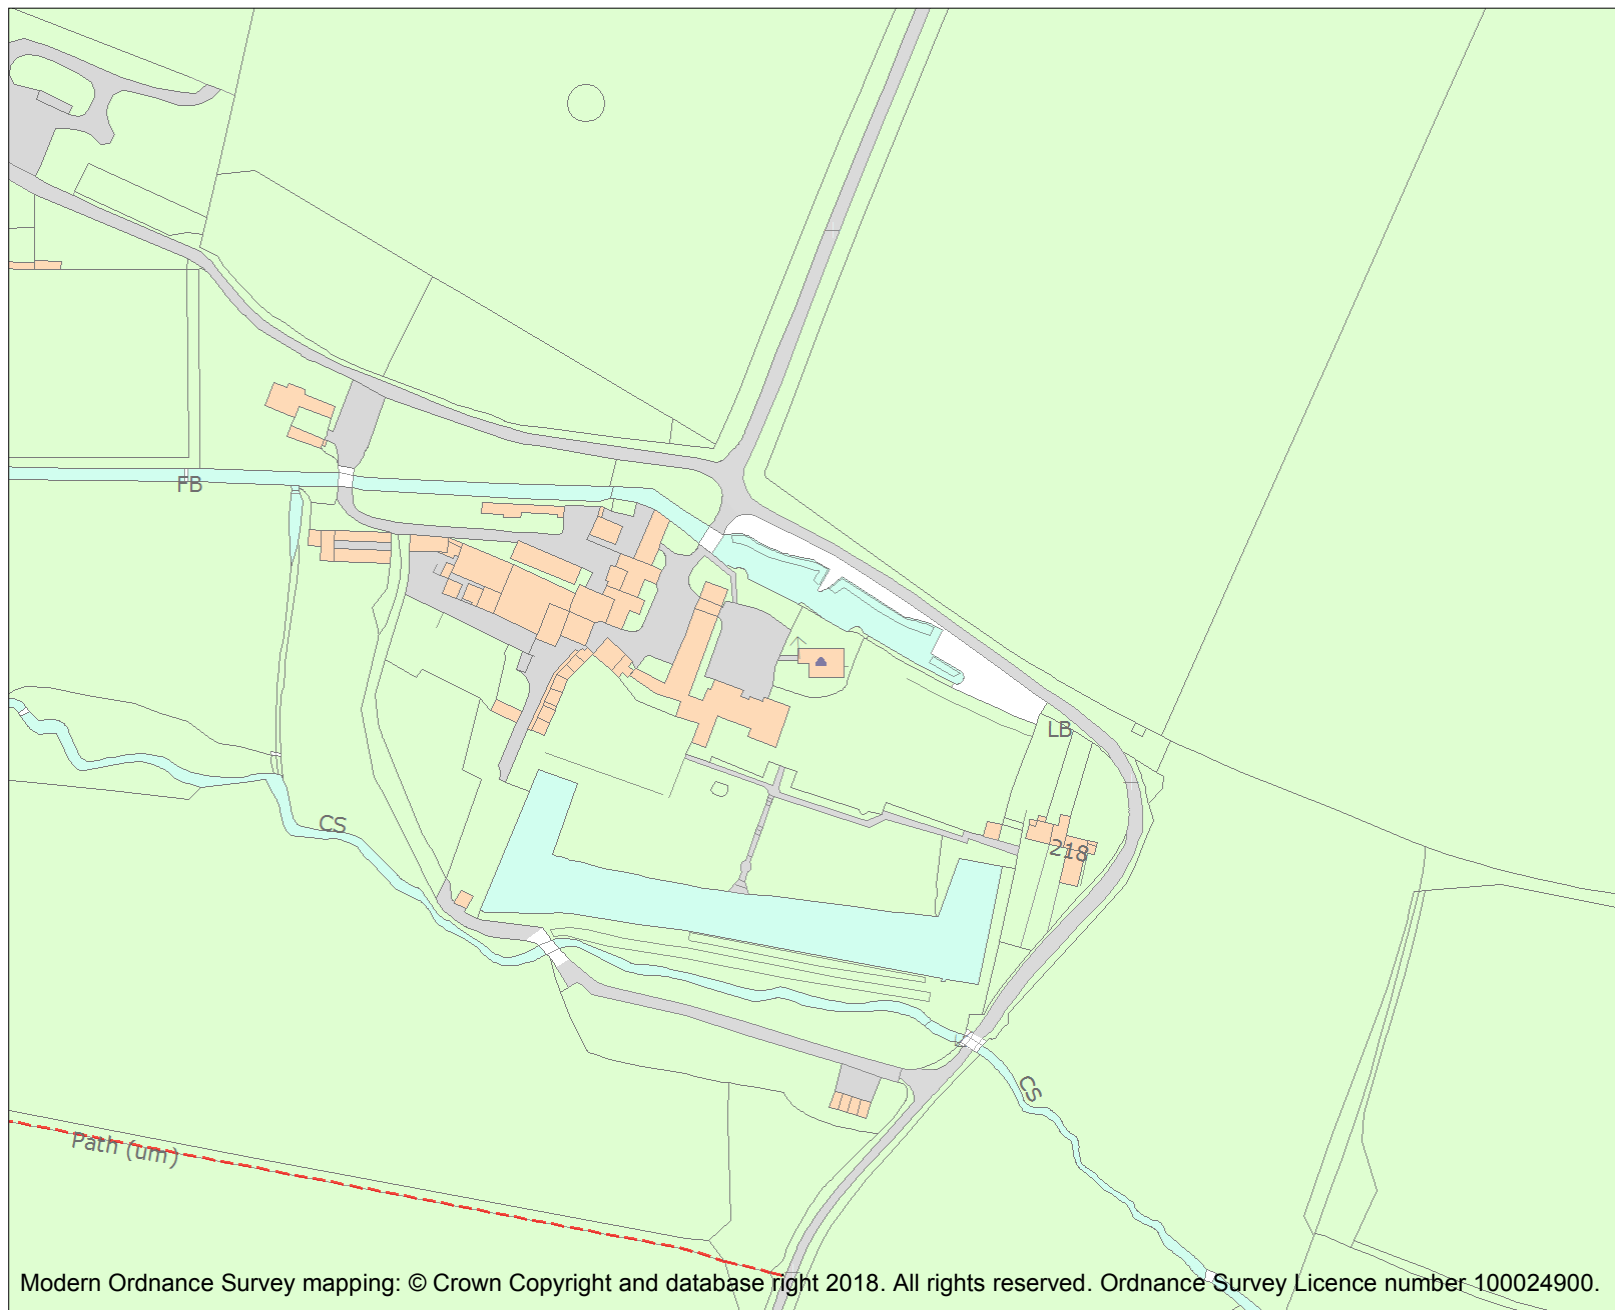 FB
LB
CS
218
CS
Path (um)
Modern Ordnance Survey mapping: © Crown Copyright and database right 2018. All rights reserved. Ordnance Survey Licence number 100024900.